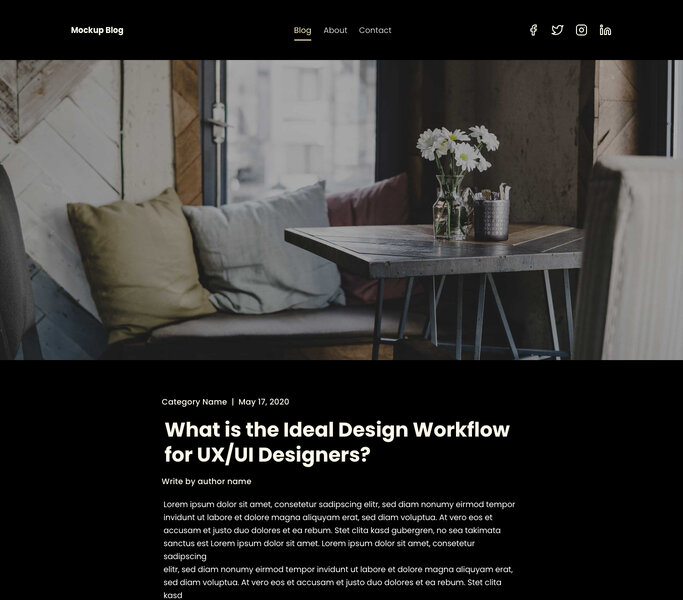 Mockup Blog
Blog About Contact
Category Name | May 17, 2020
What is the Ideal Design Workflow
for UX/UI Designers?
Write by author name
Lorem ipsum dolor sit amet, consetetur sadipscing elitr, sed diam nonumy eirmod tempor
invidunt ut labore et dolore magna aliquyam erat, sed diam voluptua. At vero eos et
accusam et justo duo dolores et ea rebum. Stet clita kasd gubergren, no sea takimata
sanctus est Lorem ipsum dolor sit amet. Lorem ipsum dolor sit amet, consetetur
sadipscing
elitr, sed diam nonumy eirmod tempor invidunt ut labore et dolore magna aliquyam erat,
sed diam voluptua. At vero eos et accusam et justo duo dolores et ea rebum. Stet clita
kasd